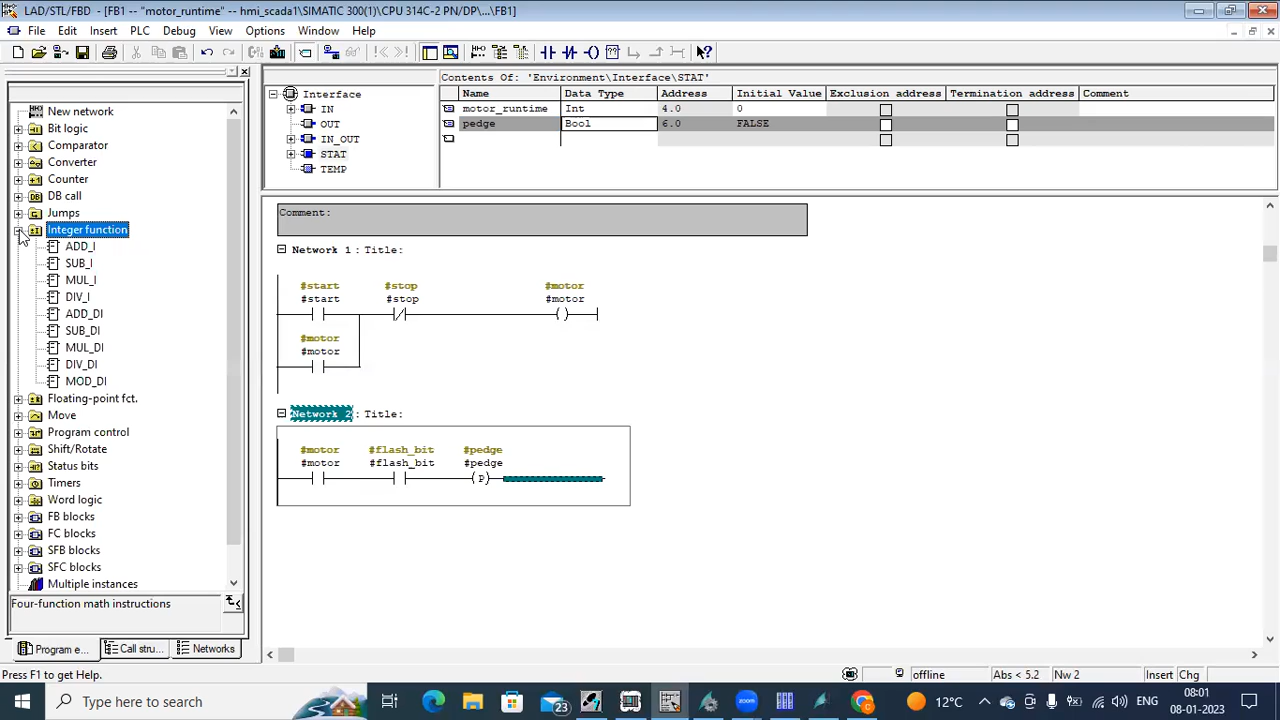 LAD/STL/FBD - [FB1 -- "motor_runtime" -- hmi_scada1\SIMATIC 300(1)\CPU 314C-2 PN/DP\...\FB1]
File Edit Insert PLC Debug View Options Window Help
New network
Bit logic
Comparator
Converter
Counter
DB call
Jumps
Integer function
ADD_I
SUB_I
MUL_I
DIV_I
ADD_DI
SUB_DI
MUL_DI
DIV_DI
MOD_DI
Floating-point fct.
Move
Program control
Shift/Rotate
Status bits
Timers
Word logic
FB blocks
FC blocks
SFB blocks
SFC blocks
Multiple instances
Four-function math instructions
Program e... Call stru... Networks
Interface
IN
OUT
IN_OUT
STAT
TEMP
Contents Of: 'Environment\Interface\STAT'
Name Data Type Address Initial Value Exclusion address Termination address Comment
motor_runtime Int 4.0 0
pedge Bool 6.0 FALSE
Comment:
Network 1 : Title:
#start #stop #motor
#start #stop #motor
#motor
#motor
Network 2 : Title:
#motor #flash_bit #pedge
#motor #flash_bit #pedge
P
Press F1 to get Help.
offline Abs < 5.2 Nw 2 Insert Chg
Type here to search
23
12°C
ENG
08:01
08-01-2023
zoom